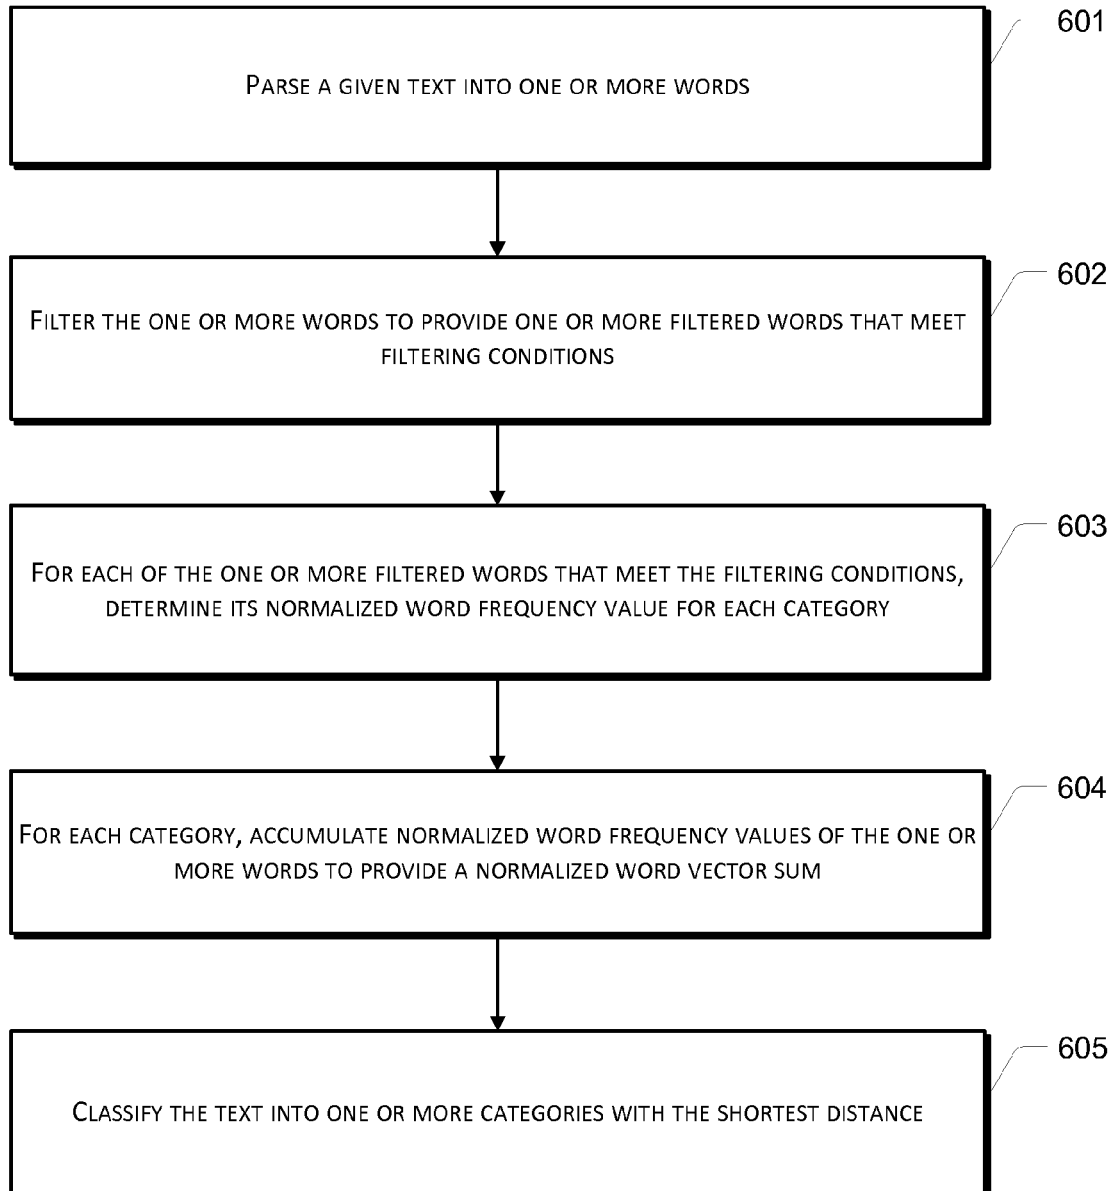 601
PARSE A GIVEN TEXT INTO ONE OR MORE WORDS
602
FILTER THE ONE OR MORE WORDS TO PROVIDE ONE OR MORE FILTERED WORDS THAT MEET
FILTERING CONDITIONS
603
FOR EACH OF THE ONE OR MORE FILTERED WORDS THAT MEET THE FILTERING CONDITIONS,
DETERMINE ITS NORMALIZED WORD FREQUENCY VALUE FOR EACH CATEGORY
604
FOR EACH CATEGORY, ACCUMULATE NORMALIZED WORD FREQUENCY VALUES OF THE ONE OR
MORE WORDS TO PROVIDE A NORMALIZED WORD VECTOR SUM
605
CLASSIFY THE TEXT INTO ONE OR MORE CATEGORIES WITH THE SHORTEST DISTANCE